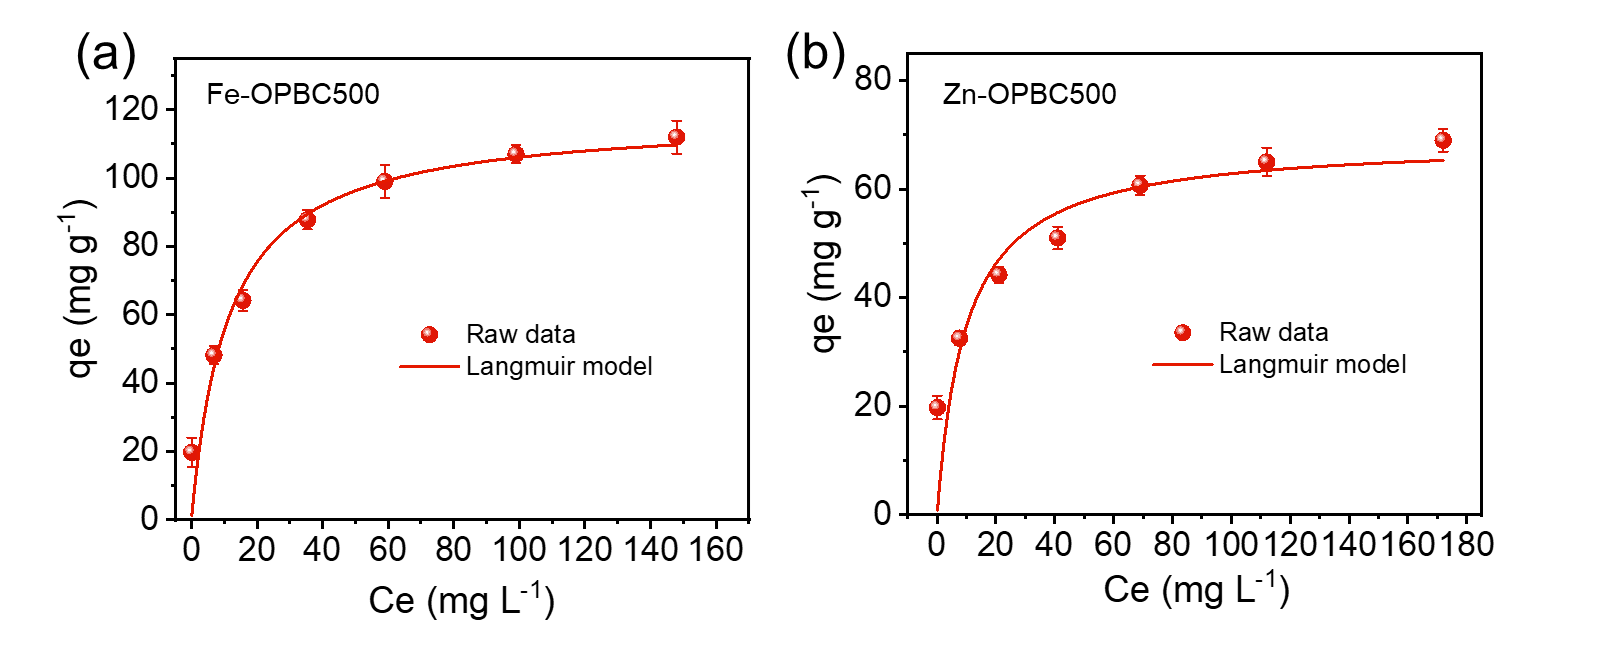 (a)
Fe-OPBC500
120
100
80
60
40
20
0
qe (mg g⁻¹)
Raw data
Langmuir model
0 20 40 60 80 100 120 140 160
Ce (mg L⁻¹)
(b)
Zn-OPBC500
80
60
40
20
0
qe (mg g⁻¹)
Raw data
Langmuir model
0 20 40 60 80 100 120 140 160 180
Ce (mg L⁻¹)